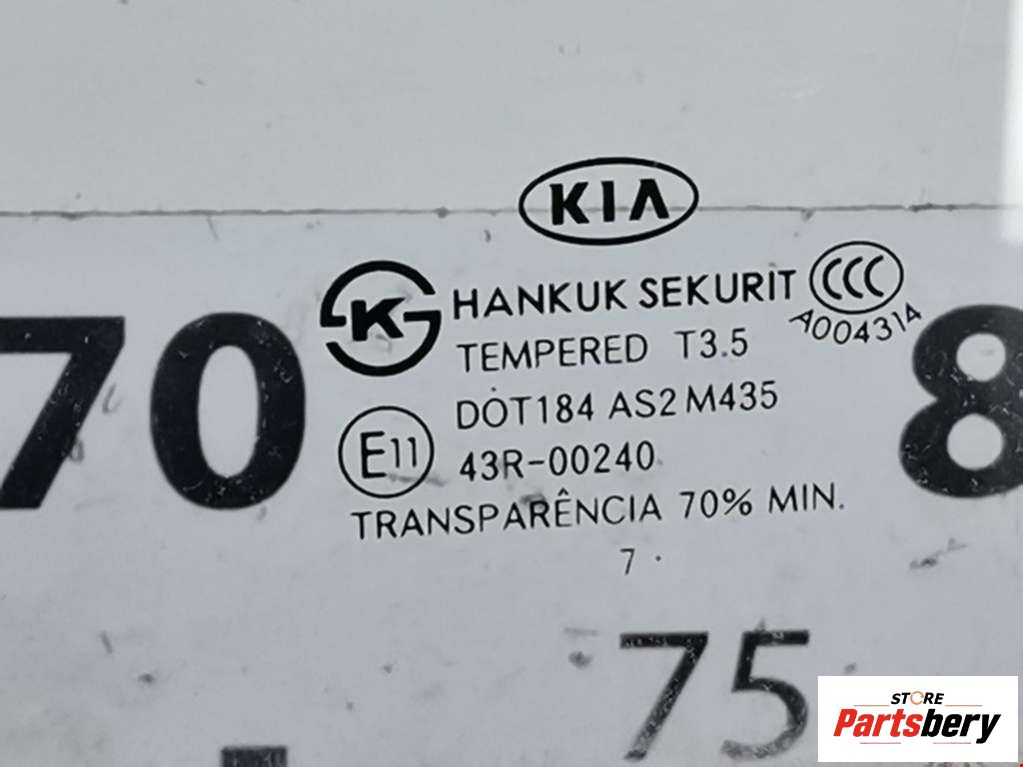 KIA
HANKUK SEKURIT CCC
TEMPERED T3.5 A004314
DOT184 AS2 M435
E11 43R-00240
TRANSPARÊNCIA 70% MIN.
7 .
70 8
75
STORE
Partsbery